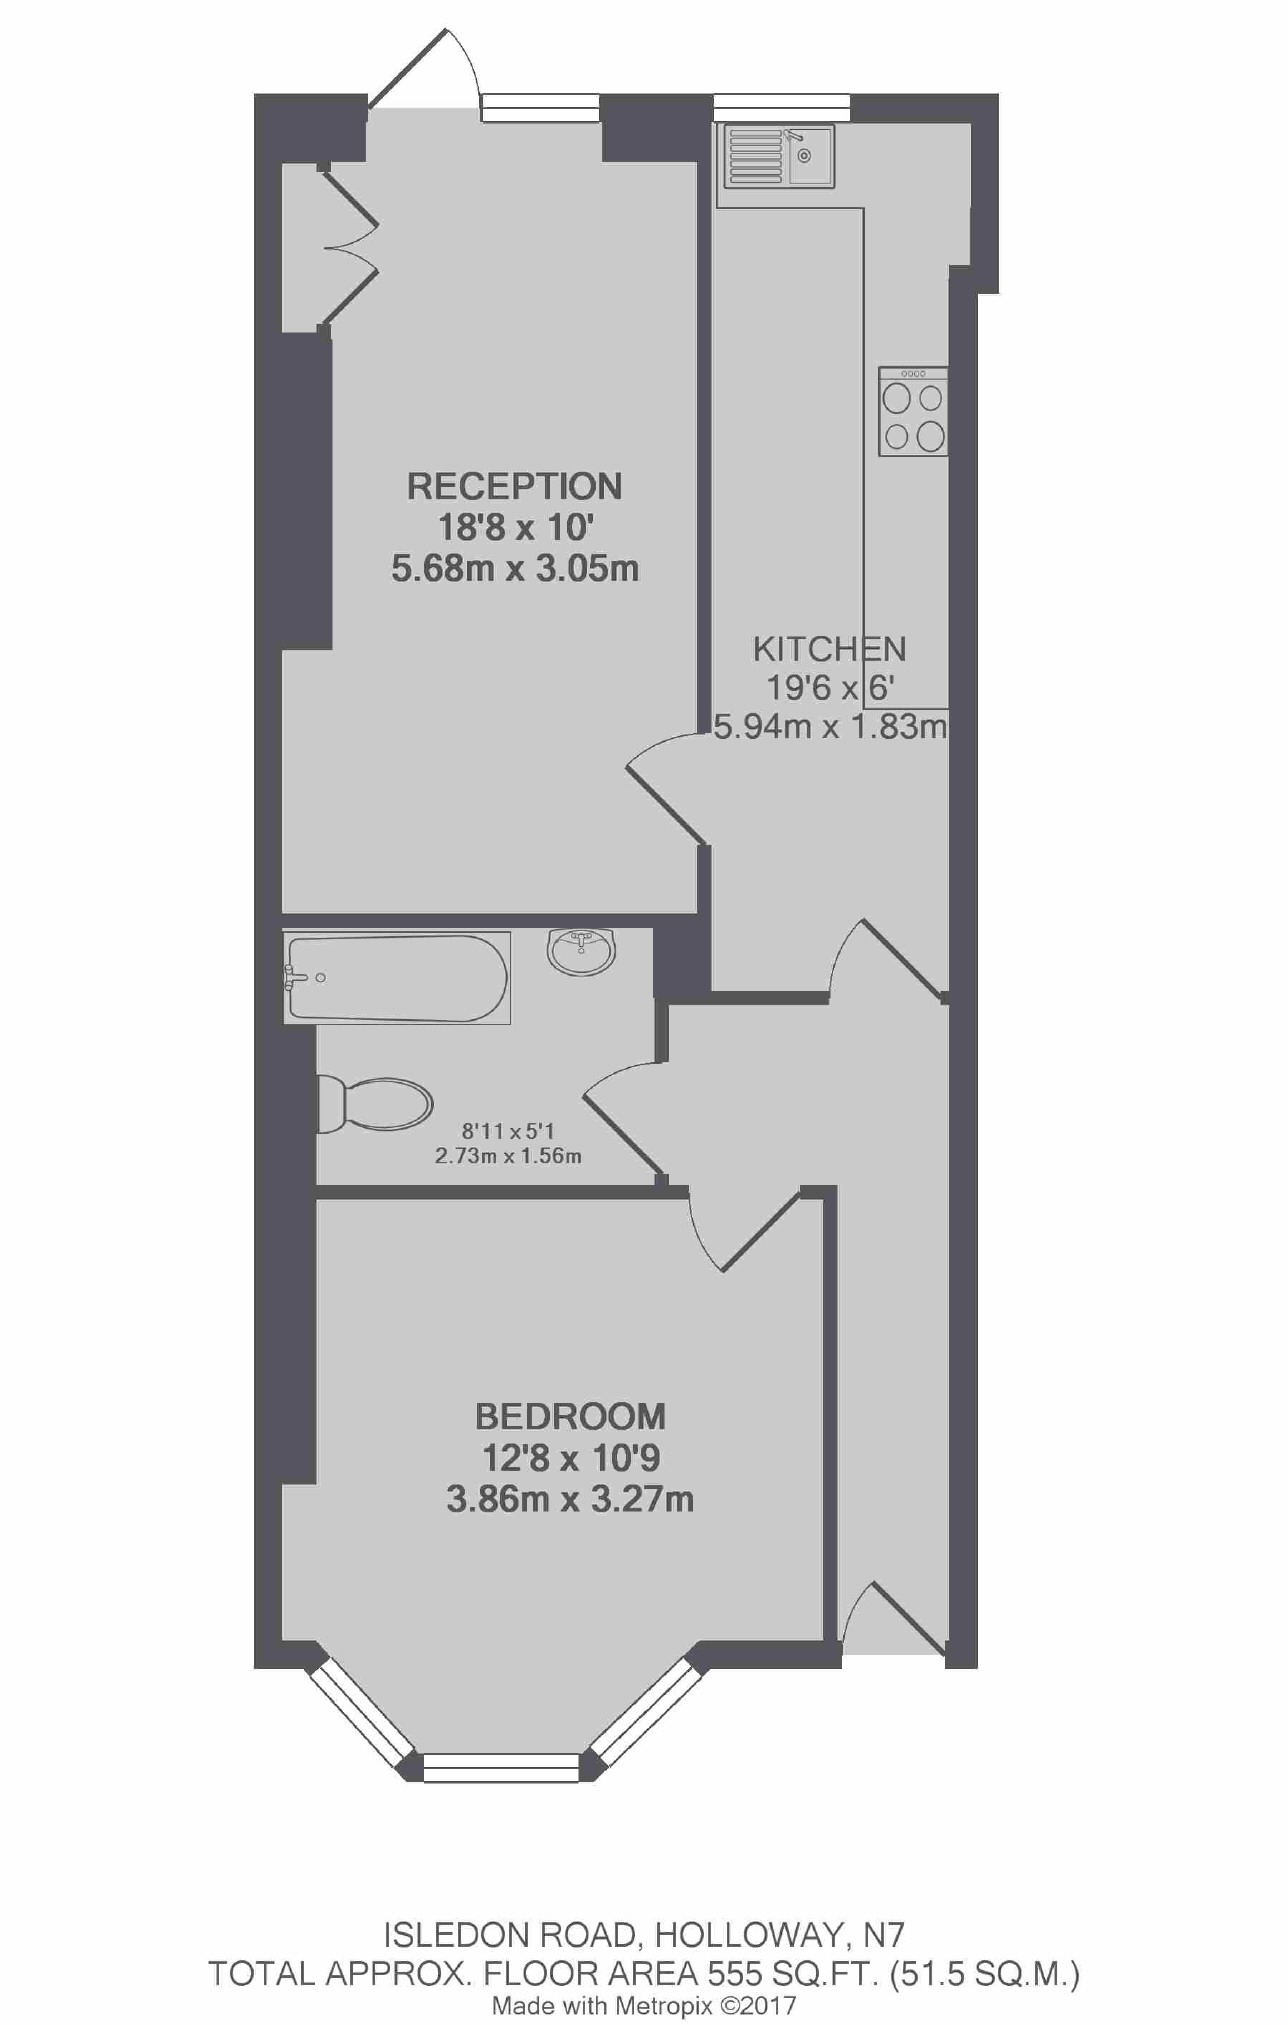 RECEPTION
18'8 x 10'
5.68m x 3.05m
KITCHEN
19'6 x 6'
5.94m x 1.83m
8'11 x 5'1
2.73m x 1.56m
BEDROOM
12'8 x 10'9
3.86m x 3.27m
ISLEDON ROAD, HOLLOWAY, N7
TOTAL APPROX. FLOOR AREA 555 SQ.FT. (51.5 SQ.M.)
Made with Metropix ©2017